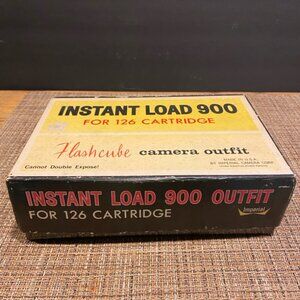 INSTANT LOAD 900
FOR 126 CARTRIDGE
Flashcube camera outfit
Cannot Double Expose!
MADE IN U.S.A.
BY IMPERIAL CAMERA CORP.
INSTANT LOAD 900 OUTFIT
FOR 126 CARTRIDGE
Imperial